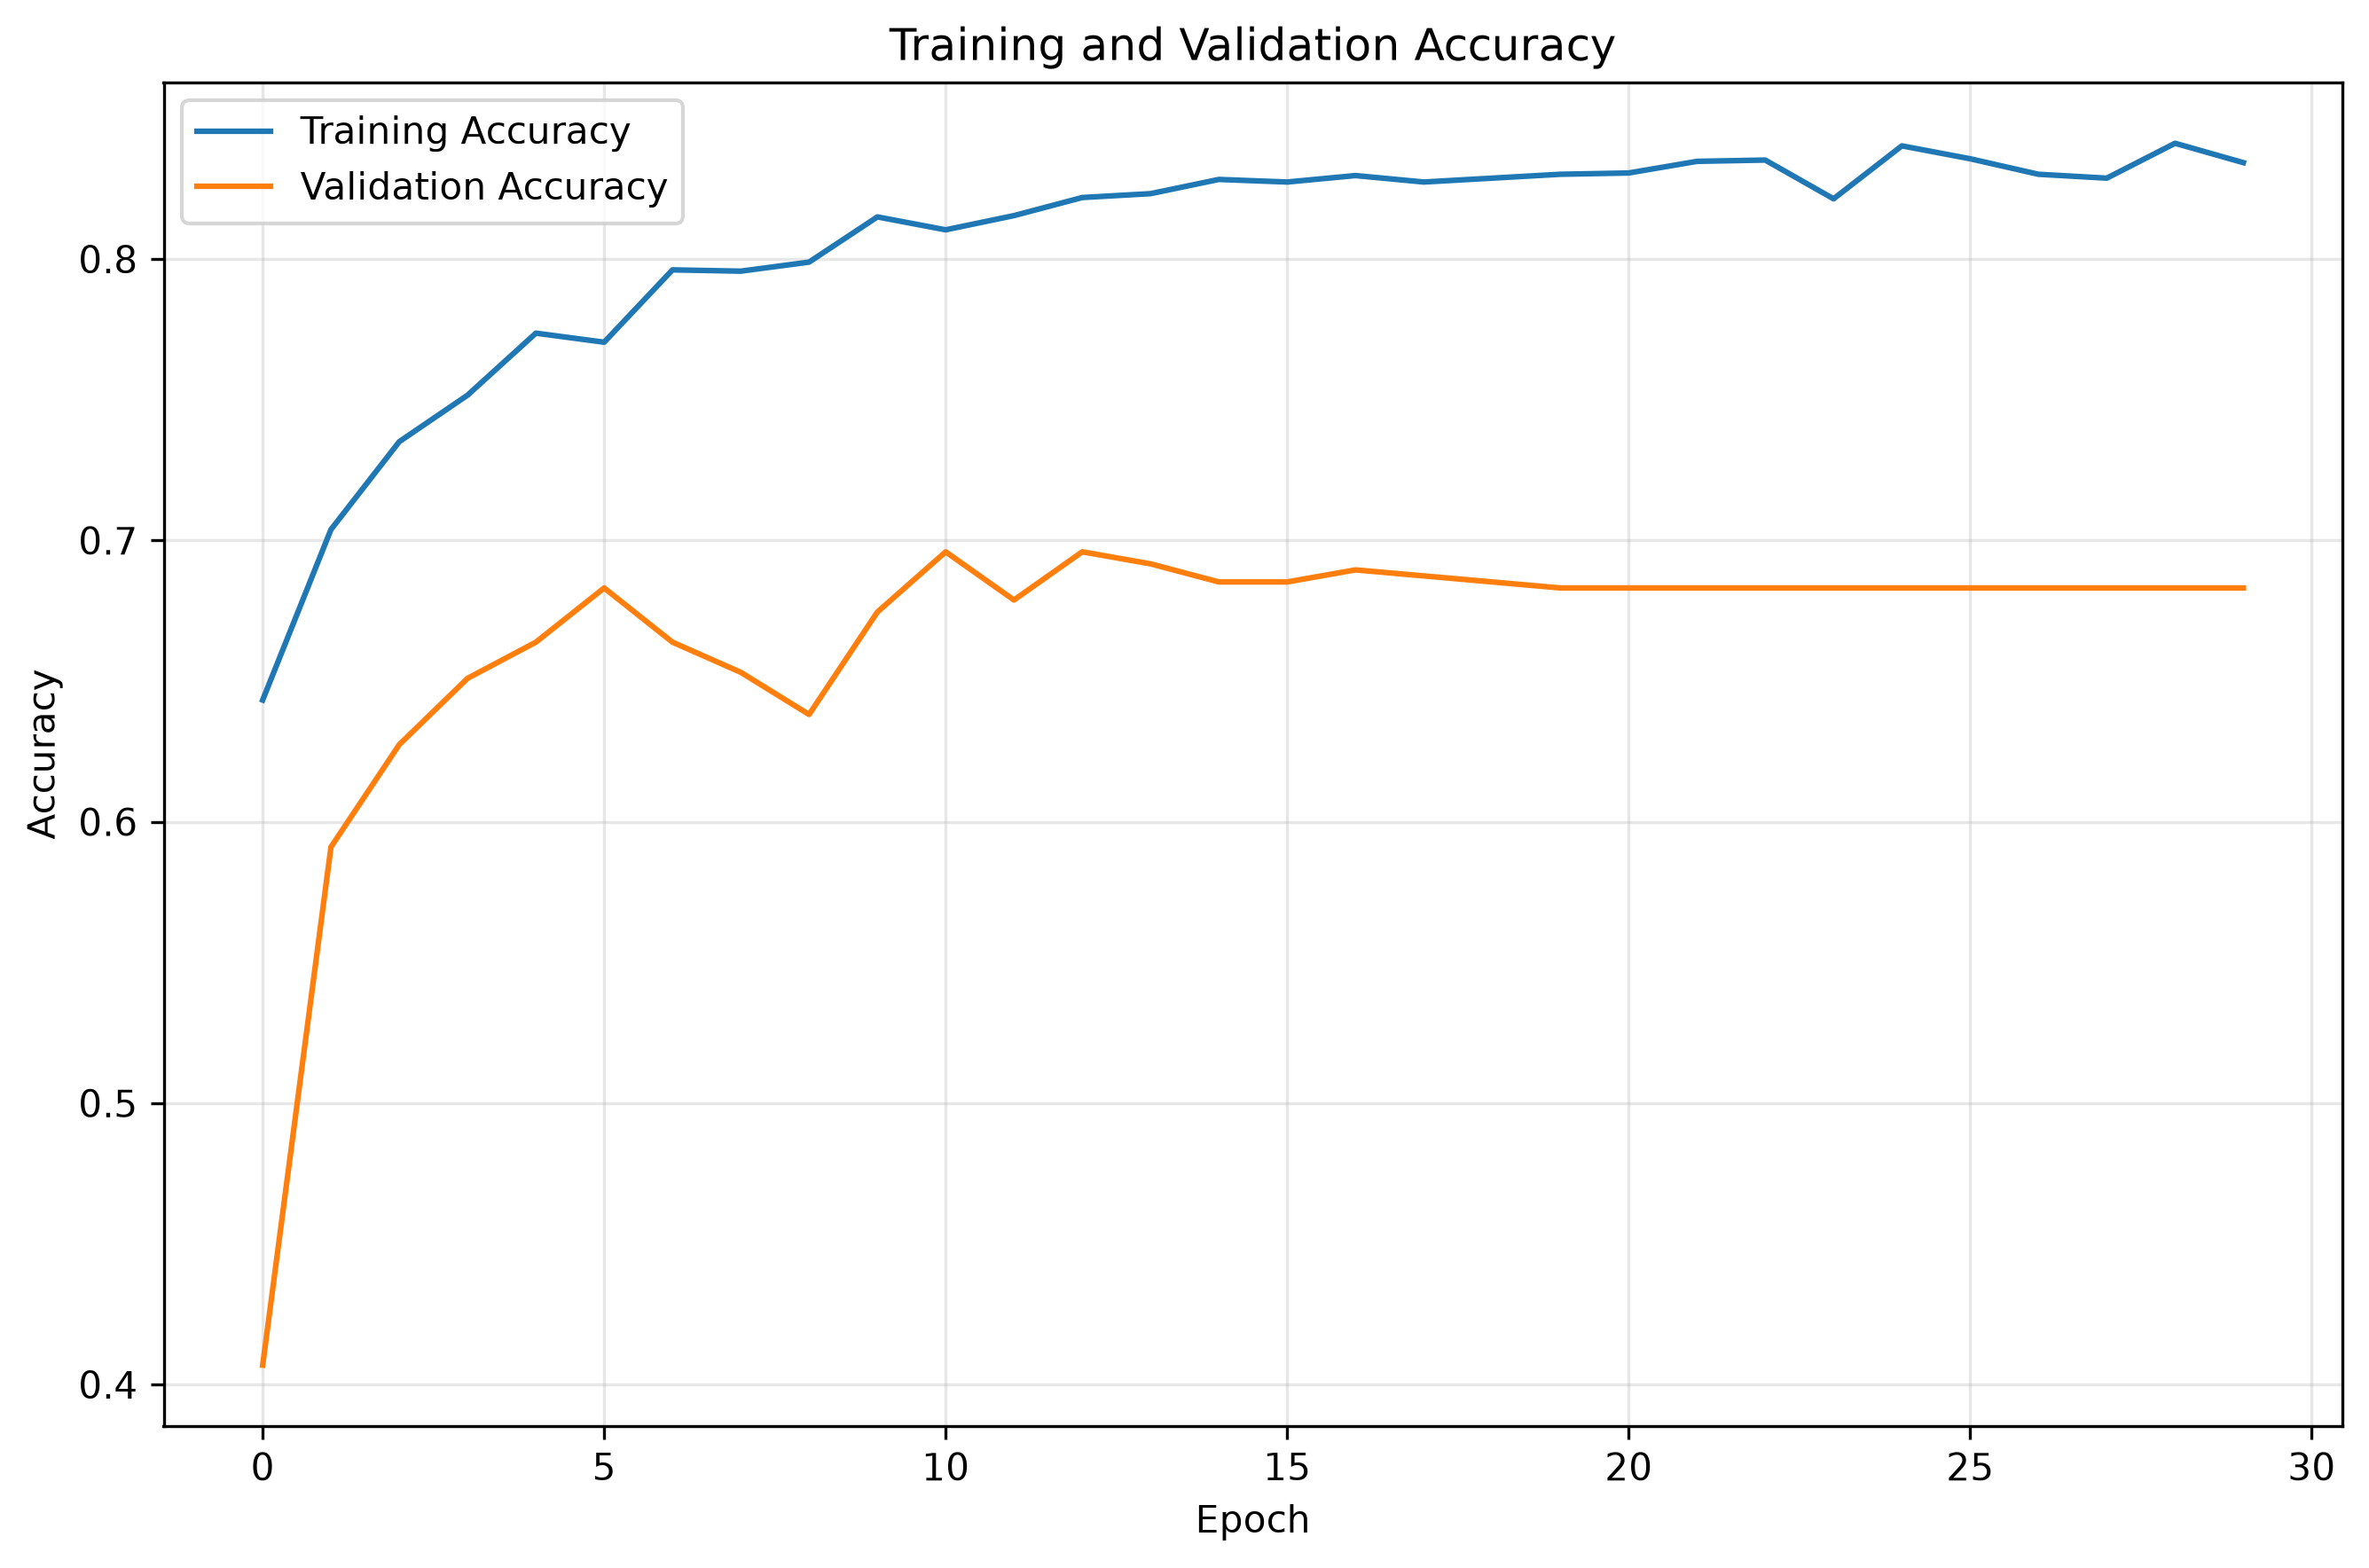 Training and Validation Accuracy
Training Accuracy
Validation Accuracy
0.8
0.7
0.6
0.5
0.4
Accuracy
0 5 10 15 20 25 30
Epoch